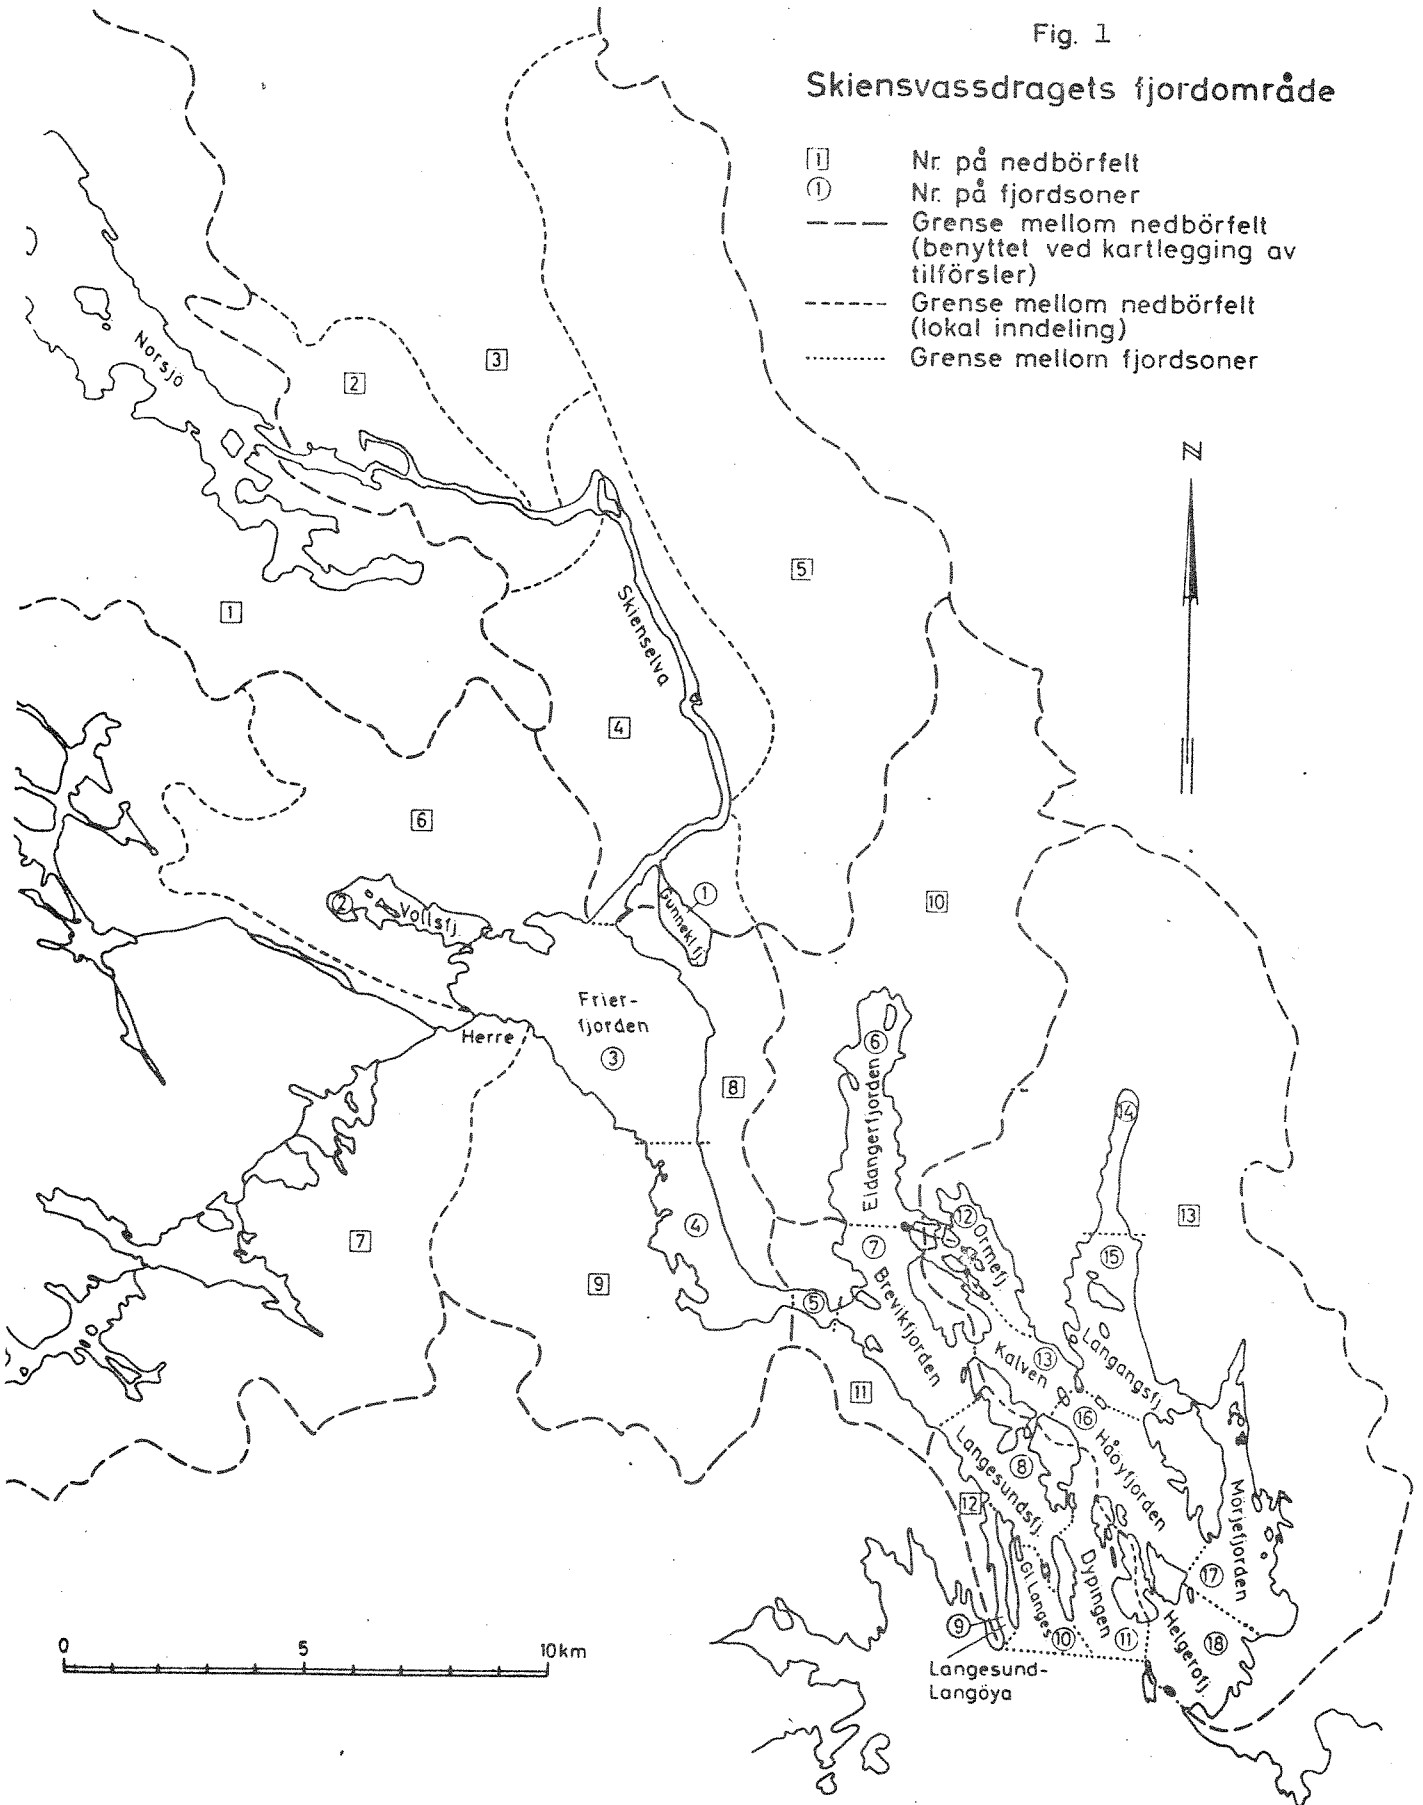 Fig. 1
Skiensvassdragets fjordområde
1 Nr. på nedbörfelt
1 Nr. på fjordsoner
Grense mellom nedbörfelt
(benyttet ved kartlegging av
tilförsler)
Grense mellom nedbörfelt
(lokal inndeling)
Grense mellom fjordsoner
Norsjö
3
2
N
5
1
Skienselva
4
6
10
1
2
Vollsfj.
Gunnekl.fj.
Frier-
fjorden
3
Herre
6
Eidangerfjorden
8
14
13
4
7
12
Ormefj.
7
15
9
5
Brevikfjorden
Kalven
13
Langangsfj.
11
16
Håöyfjorden
Langesundsfj.
8
12
Mörjefjorden
Gl Langes
Dypingen
17
9
10
11
Helgerofj.
18
Langesund-
Langöya
0 5 10km